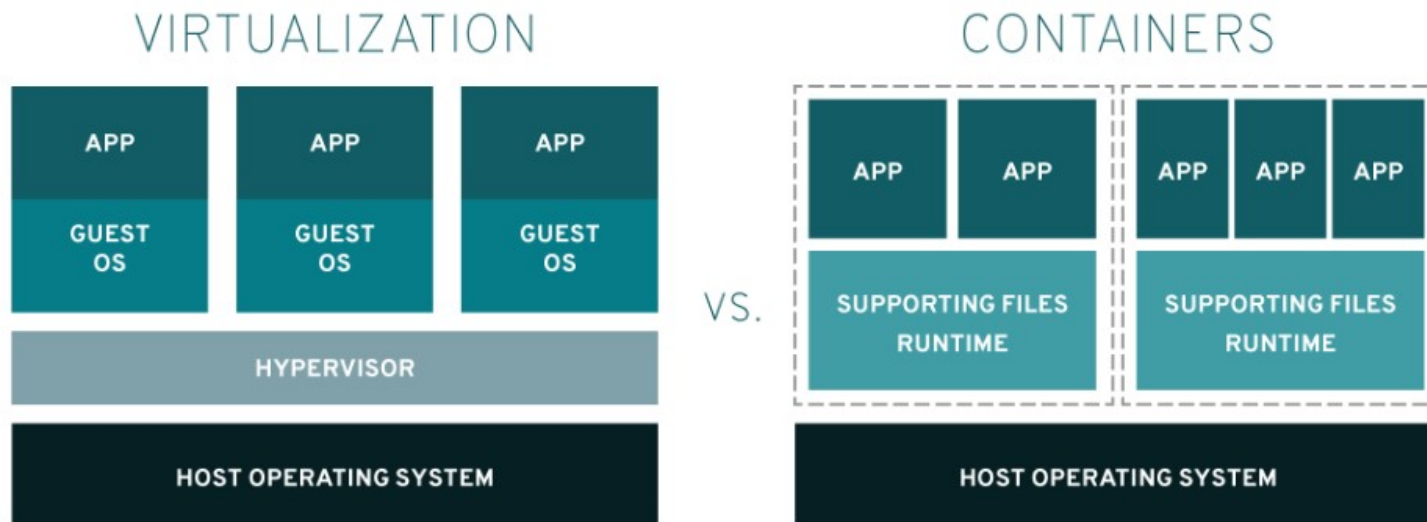 VIRTUALIZATION
APP
APP
APP
GUEST
OS
GUEST
OS
GUEST
OS
HYPERVISOR
HOST OPERATING SYSTEM
VS.
CONTAINERS
APP
APP
SUPPORTING FILES
RUNTIME
APP
APP
APP
SUPPORTING FILES
RUNTIME
HOST OPERATING SYSTEM